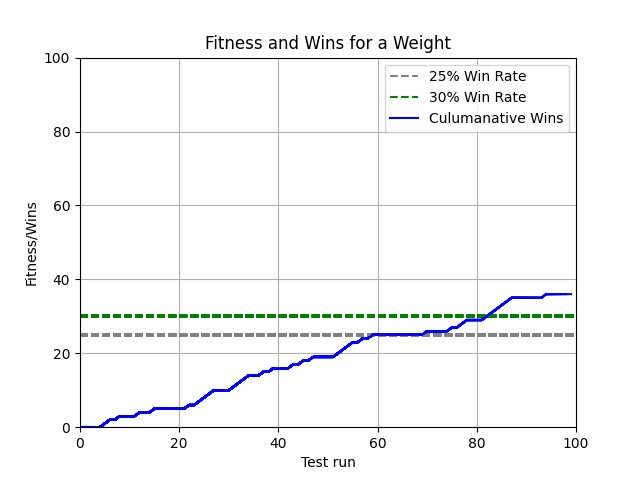 Fitness and Wins for a Weight
100
80
60
40
20
0
Fitness/Wins
25% Win Rate
30% Win Rate
Culumanative Wins
0 20 40 60 80 100
Test run